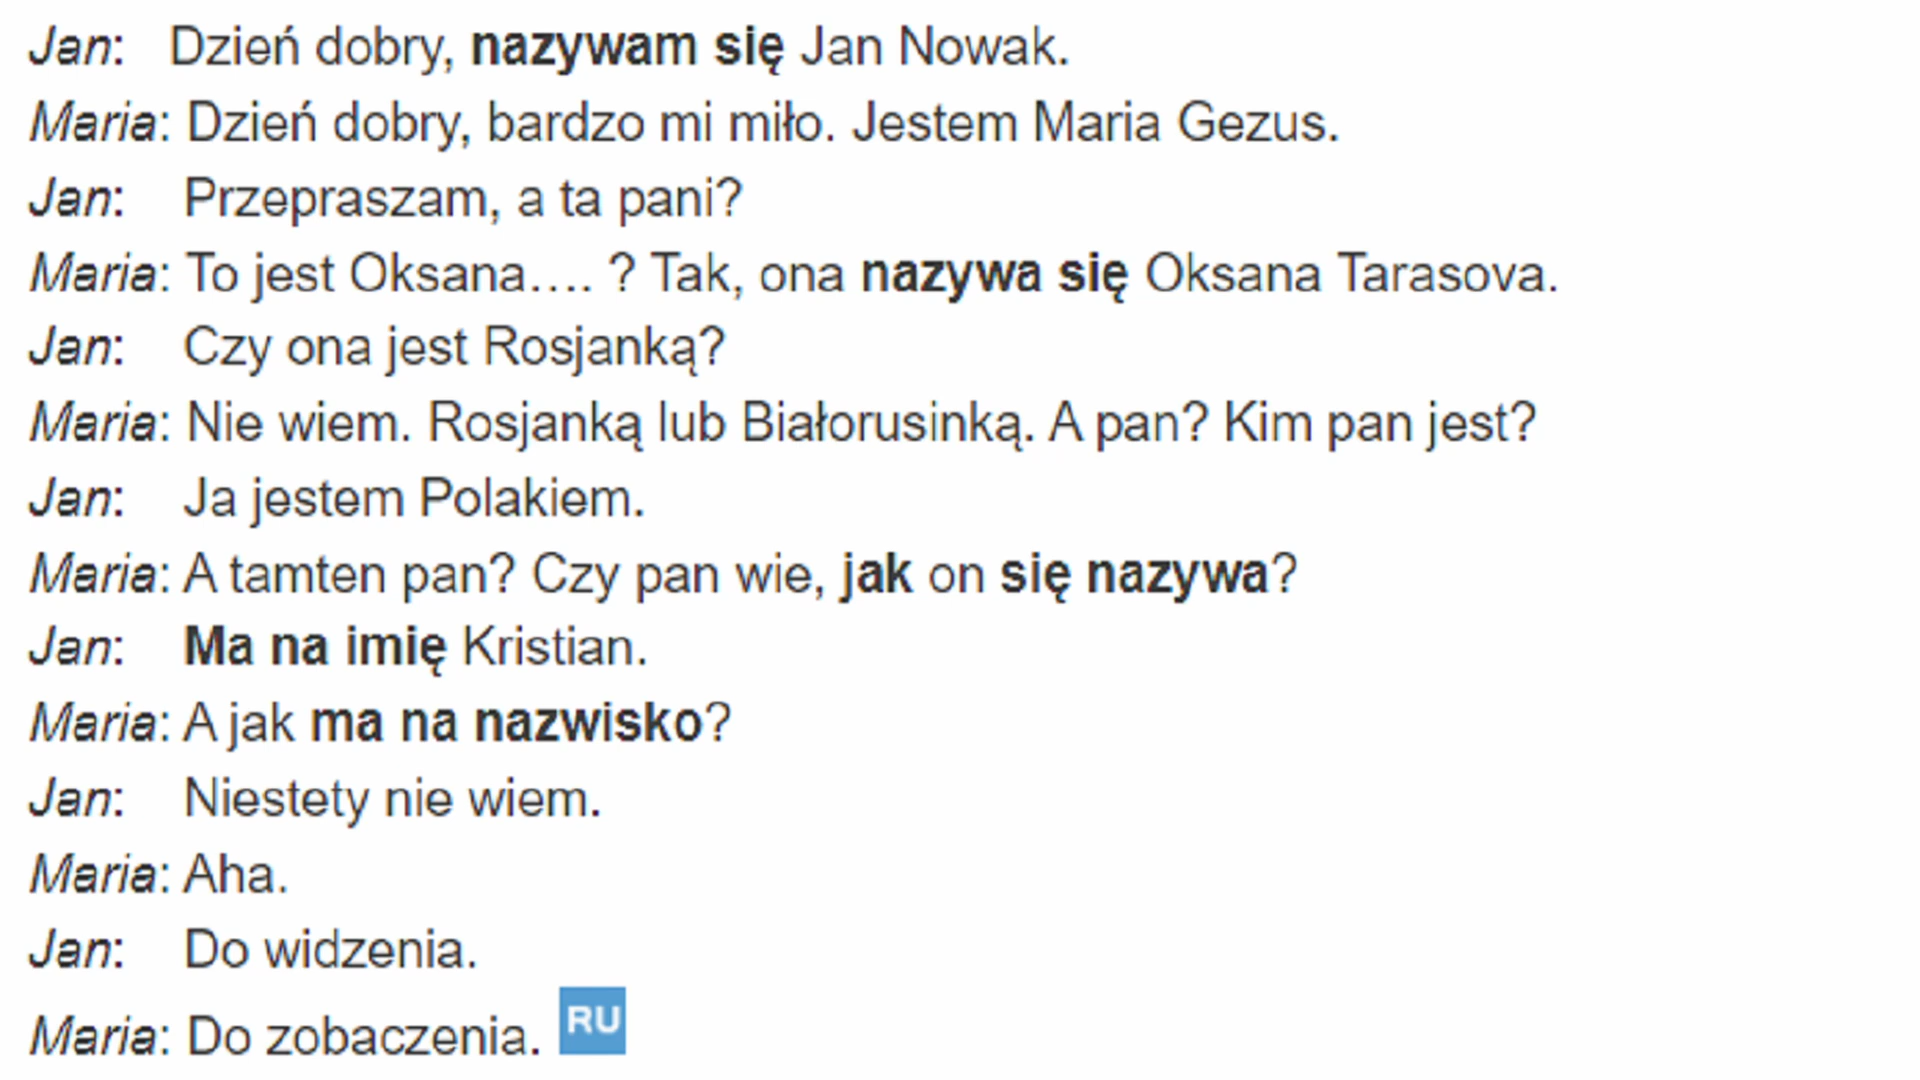 Jan: Dzień dobry, nazywam się Jan Nowak.
Maria: Dzień dobry, bardzo mi miło. Jestem Maria Gezus.
Jan: Przepraszam, a ta pani?
Maria: To jest Oksana…. ? Tak, ona nazywa się Oksana Tarasova.
Jan: Czy ona jest Rosjanką?
Maria: Nie wiem. Rosjanką lub Białorusinką. A pan? Kim pan jest?
Jan: Ja jestem Polakiem.
Maria: A tamten pan? Czy pan wie, jak on się nazywa?
Jan: Ma na imię Kristian.
Maria: A jak ma na nazwisko?
Jan: Niestety nie wiem.
Maria: Aha.
Jan: Do widzenia.
Maria: Do zobaczenia. RU